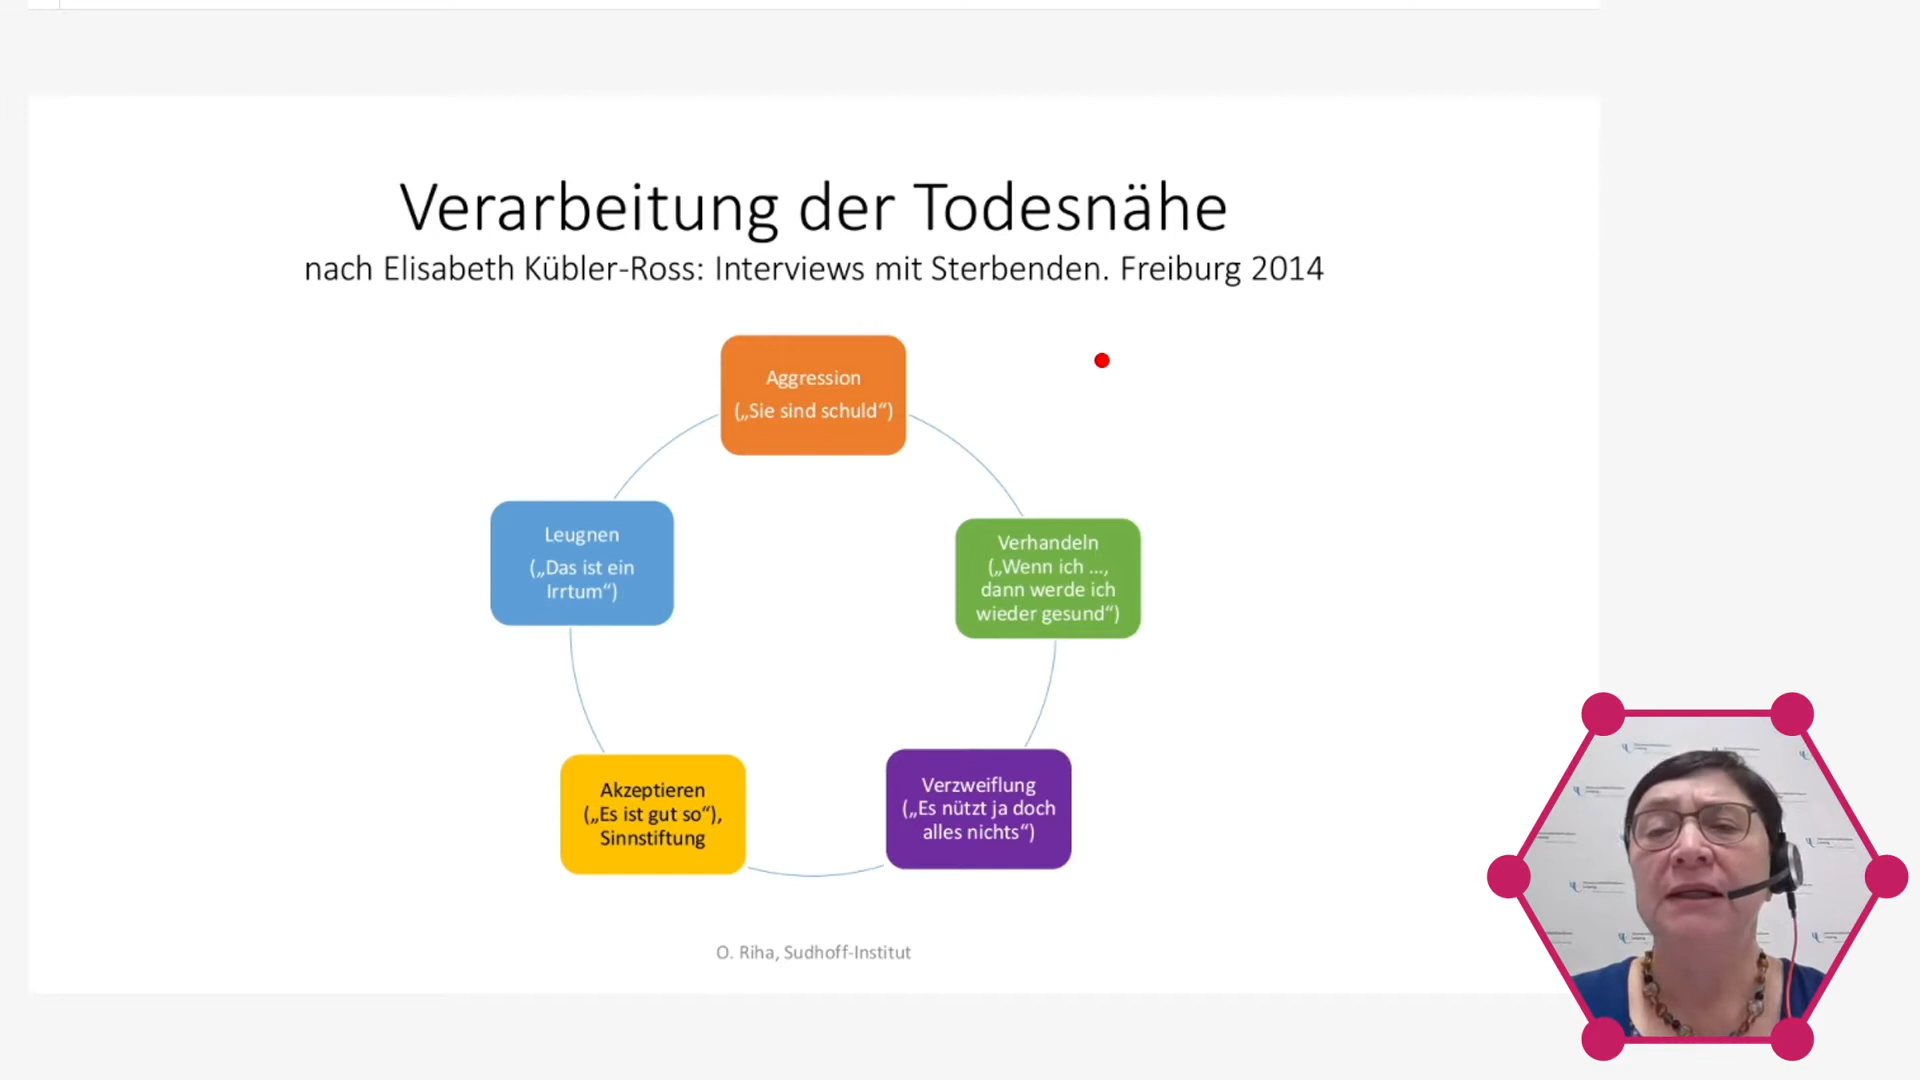 Verarbeitung der Todesnähe
nach Elisabeth Kübler-Ross: Interviews mit Sterbenden. Freiburg 2014
Aggression
(„Sie sind schuld“)
Leugnen
(„Das ist ein
Irrtum“)
Verhandeln
(„Wenn ich ...,
dann werde ich
wieder gesund“)
Akzeptieren
(„Es ist gut so“),
Sinnstiftung
Verzweiflung
(„Es nützt ja doch
alles nichts“)
O. Riha, Sudhoff-Institut